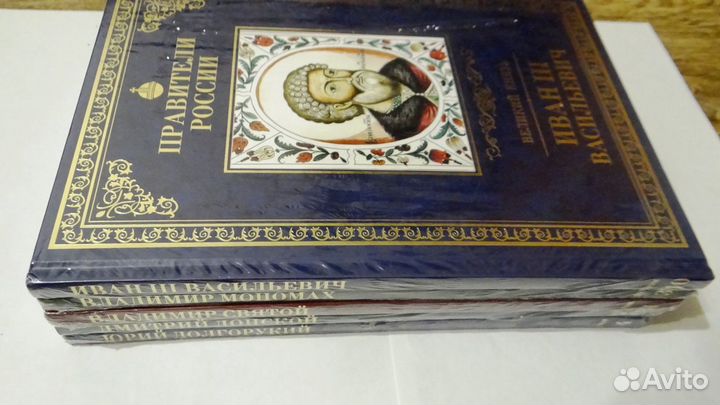 ПРАВИТЕЛИ
РОССИИ
ВЕЛИКИЙ КНЯЗЬ
ИВАН III
ВАСИЛЬЕВИЧ
ИВАН III ВАСИЛЬЕВИЧ
ВЛАДИМИР МОНОМАХ
ВЛАДИМИР СВЯТОЙ
ДМИТРИЙ ДОНСКОЙ
ЮРИЙ ДОЛГОРУКИЙ
Avito